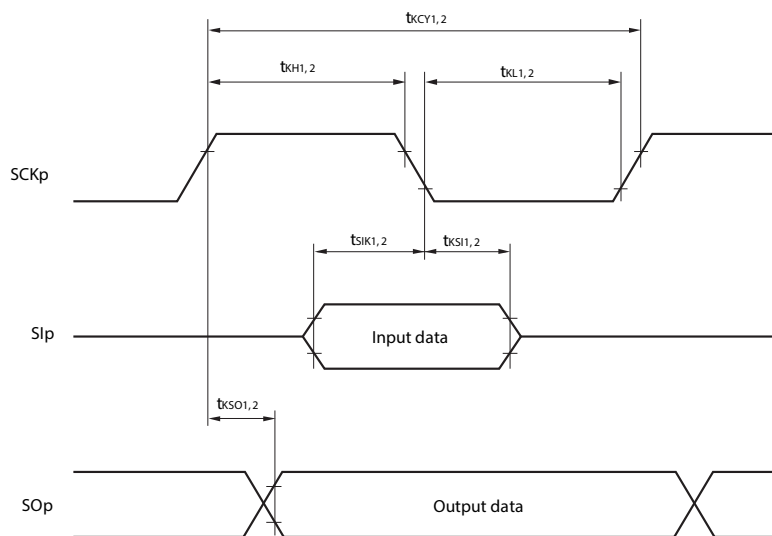 tKCY1, 2
tKH1, 2
tKL1, 2
SCKp
tSIK1, 2
tKSI1, 2
SIp
Input data
tKSO1, 2
SOp
Output data